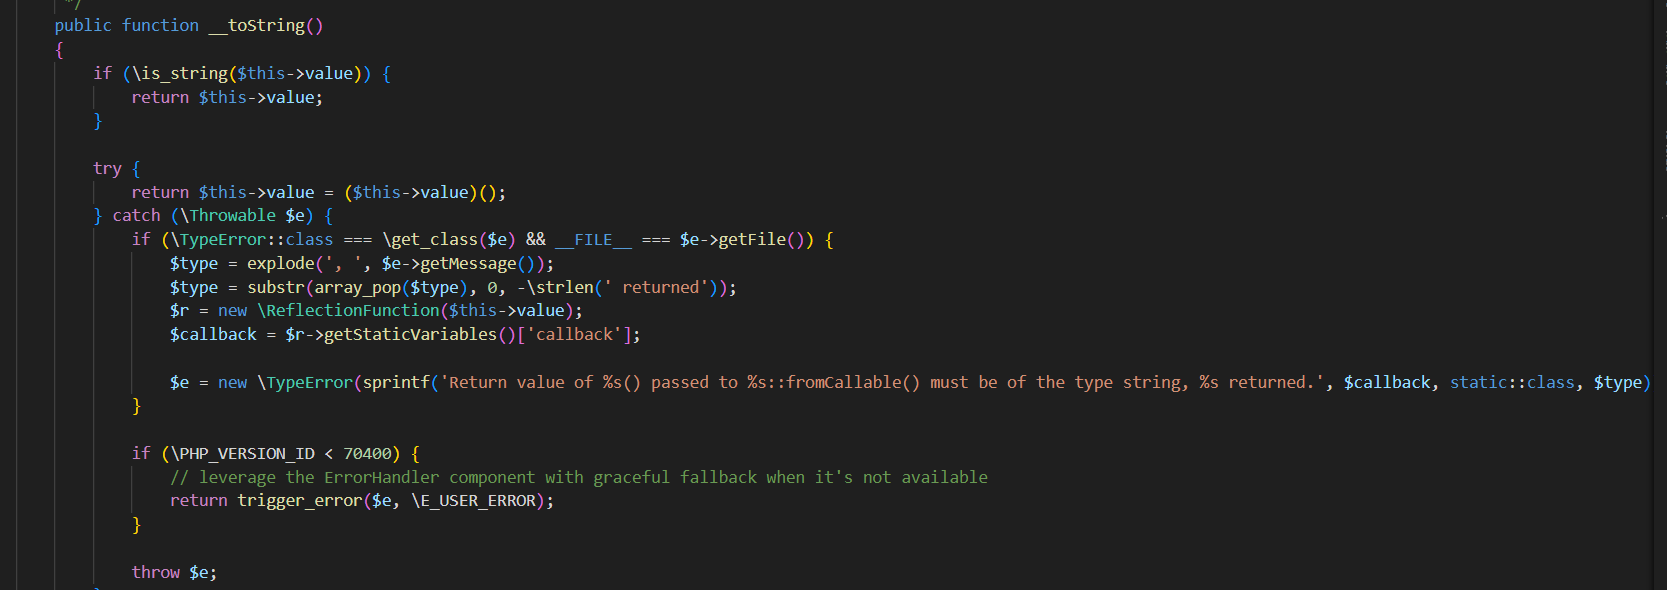 */
public function __toString()
{
if (\is_string($this->value)) {
return $this->value;
}
try {
return $this->value = ($this->value)();
} catch (\Throwable $e) {
if (\TypeError::class === \get_class($e) && __FILE__ === $e->getFile()) {
$type = explode(', ', $e->getMessage());
$type = substr(array_pop($type), 0, -\strlen(' returned'));
$r = new \ReflectionFunction($this->value);
$callback = $r->getStaticVariables()['callback'];
$e = new \TypeError(sprintf('Return value of %s() passed to %s::fromCallable() must be of the type string, %s returned.', $callback, static::class, $type)
}
if (\PHP_VERSION_ID < 70400) {
// leverage the ErrorHandler component with graceful fallback when it's not available
return trigger_error($e, \E_USER_ERROR);
}
throw $e;